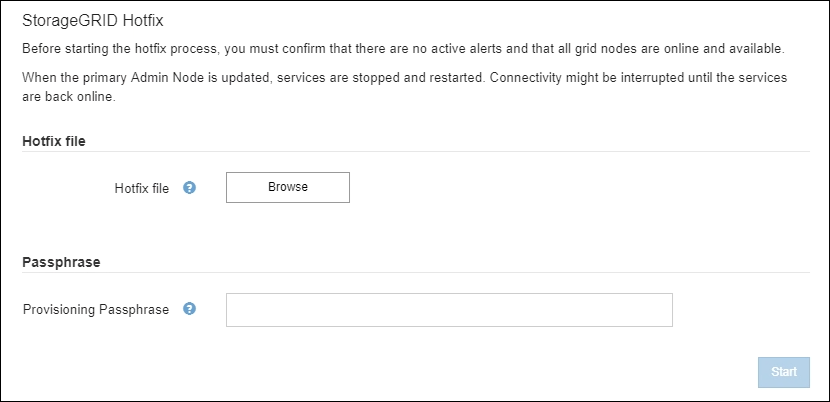 StorageGRID Hotfix
Before starting the hotfix process, you must confirm that there are no active alerts and that all grid nodes are online and available.
When the primary Admin Node is updated, services are stopped and restarted. Connectivity might be interrupted until the services
are back online.
Hotfix file
Hotfix file ? Browse
Passphrase
Provisioning Passphrase ?
Start